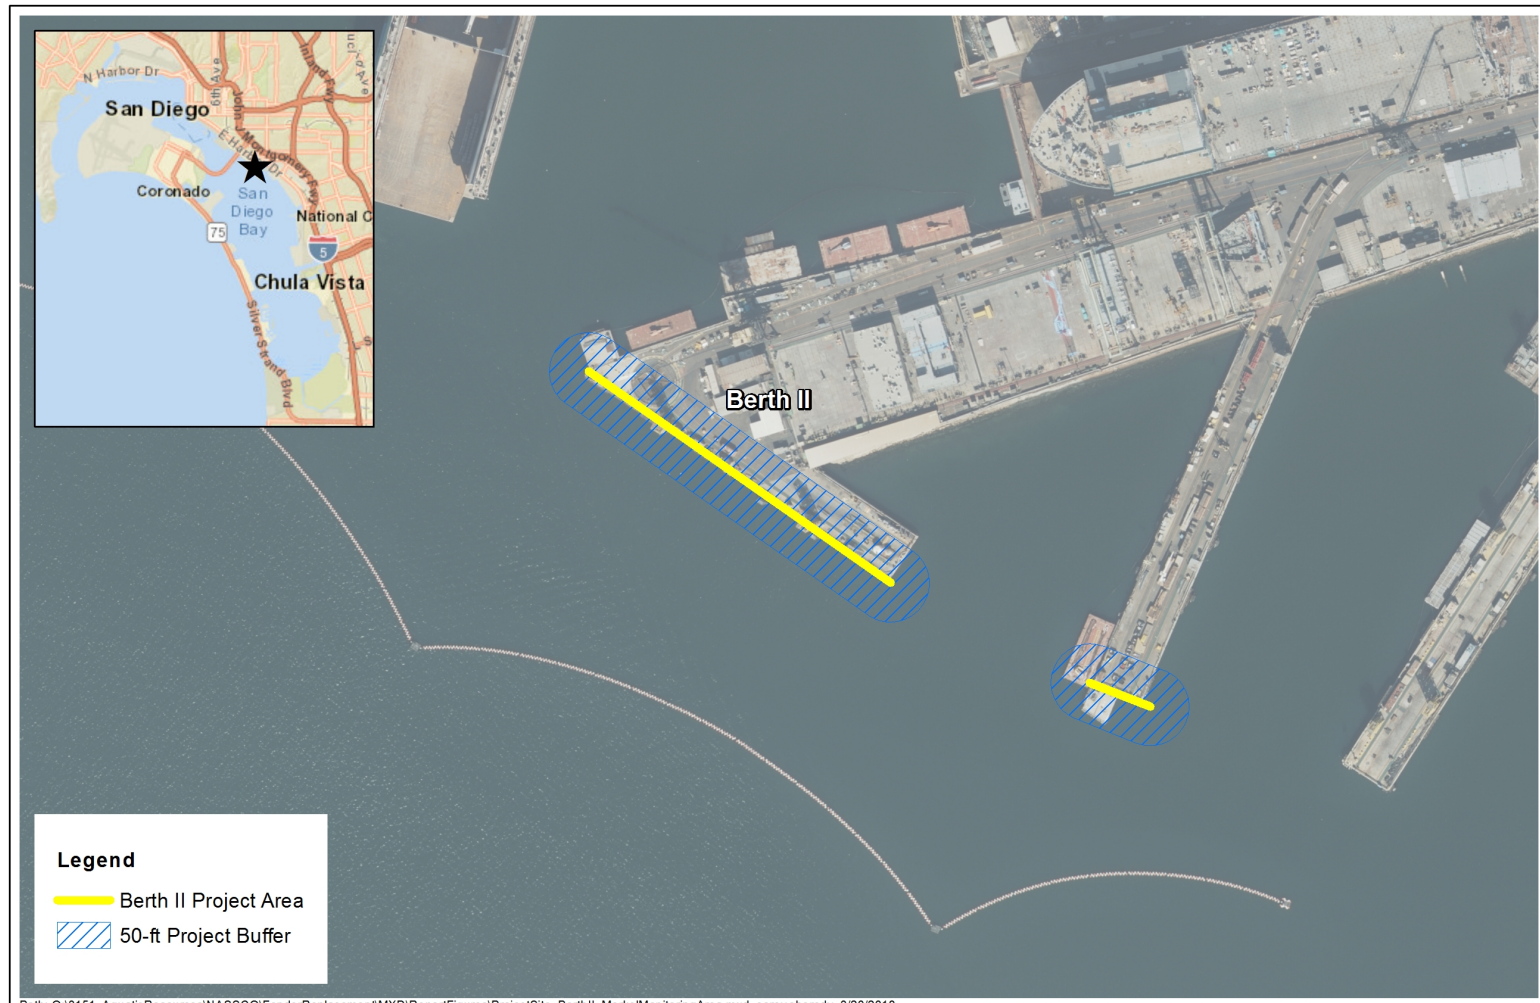 N Harbor Dr
6th Ave
Inland Fwy
San Diego
John J Montgomery Fwy
E Harbor Dr
Coronado
San
Diego
Bay
National C
75
5
Chula Vista
Silver Strand Blvd
Berth II
Legend
Berth II Project Area
50-ft Project Buffer